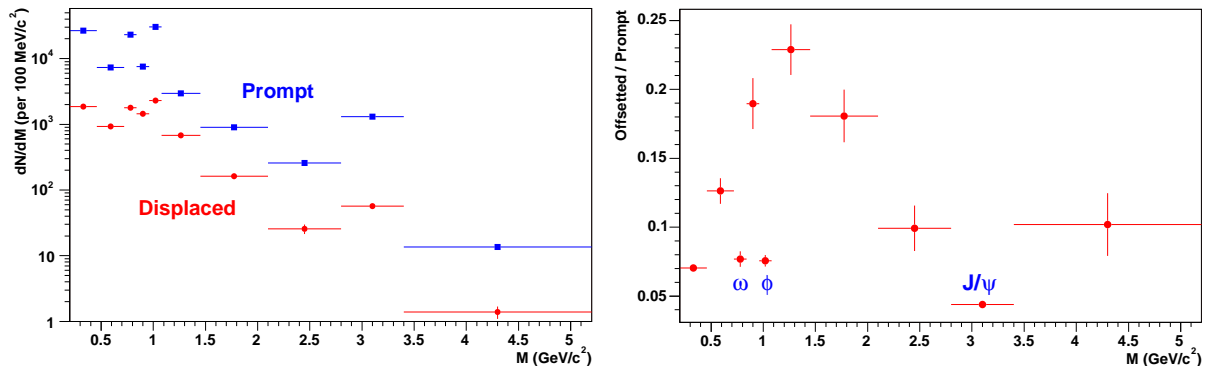 dN/dM (per 100 MeV/c²)
10⁴
10³
10²
10
1
Prompt
Displaced
0.5 1 1.5 2 2.5 3 3.5 4 4.5 5
M (GeV/c²)
Offsetted / Prompt
0.25
0.2
0.15
0.1
0.05
ω ϕ J/ψ
0.5 1 1.5 2 2.5 3 3.5 4 4.5 5
M (GeV/c²)